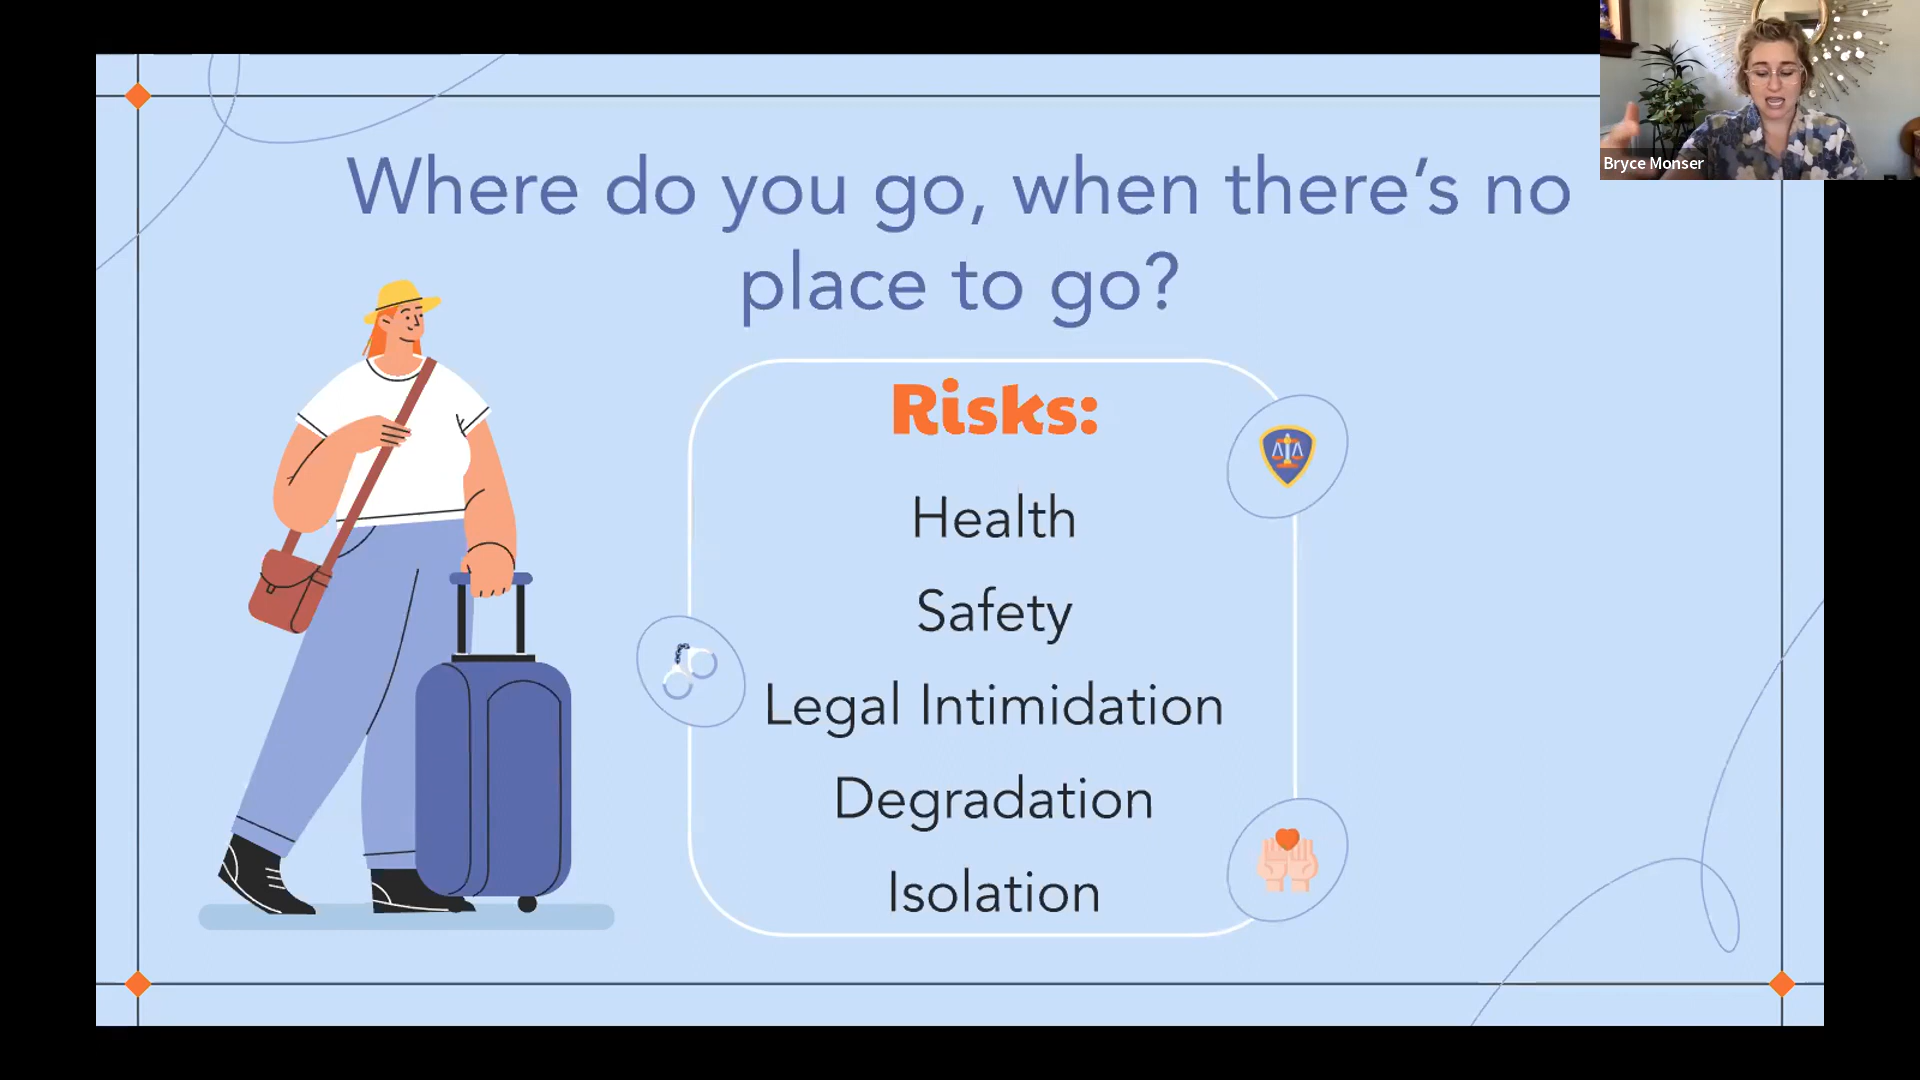 Where do you go, when there's no
place to go?
Risks:
Health
Safety
Legal Intimidation
Degradation
Isolation
Bryce Monser